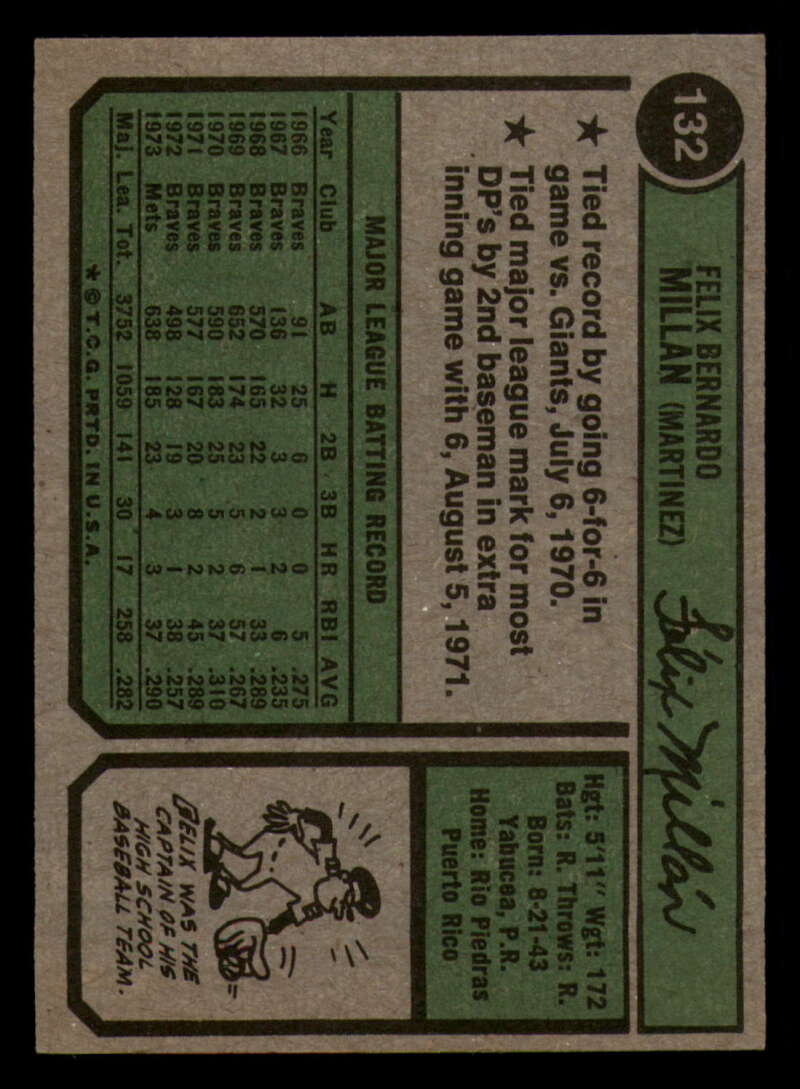 132
FELIX BERNARDO
MILLAN (MARTINEZ)
Félix Millán
★ Tied record by going 6-for-6 in
game vs. Giants, July 6, 1970.
★ Tied major league mark for most
DP's by 2nd baseman in extra
inning game with 6, August 5, 1971.
MAJOR LEAGUE BATTING RECORD
Year Club AB H 2B 3B HR RBI AVG
1966 Braves 91 25 6 0 0 5 .275
1967 Braves 136 32 3 3 2 6 .235
1968 Braves 570 165 22 2 1 33 .289
1969 Braves 652 174 23 5 6 57 .267
1970 Braves 590 183 25 5 2 37 .310
1971 Braves 577 167 20 8 2 45 .289
1972 Braves 498 128 19 3 1 38 .257
1973 Mets 638 185 23 4 3 37 .290
Maj. Lea. Tot. 3752 1059 141 30 17 258 .282
* © T.C.G. PRTD. IN U.S.A.
Hgt: 5'11" Wgt: 172
Bats: R. Throws: R.
Born: 8-21-43
Yabucea, P.R.
Home: Rio Piedras
Puerto Rico
FELIX WAS THE
CAPTAIN OF HIS
HIGH SCHOOL
BASEBALL TEAM.